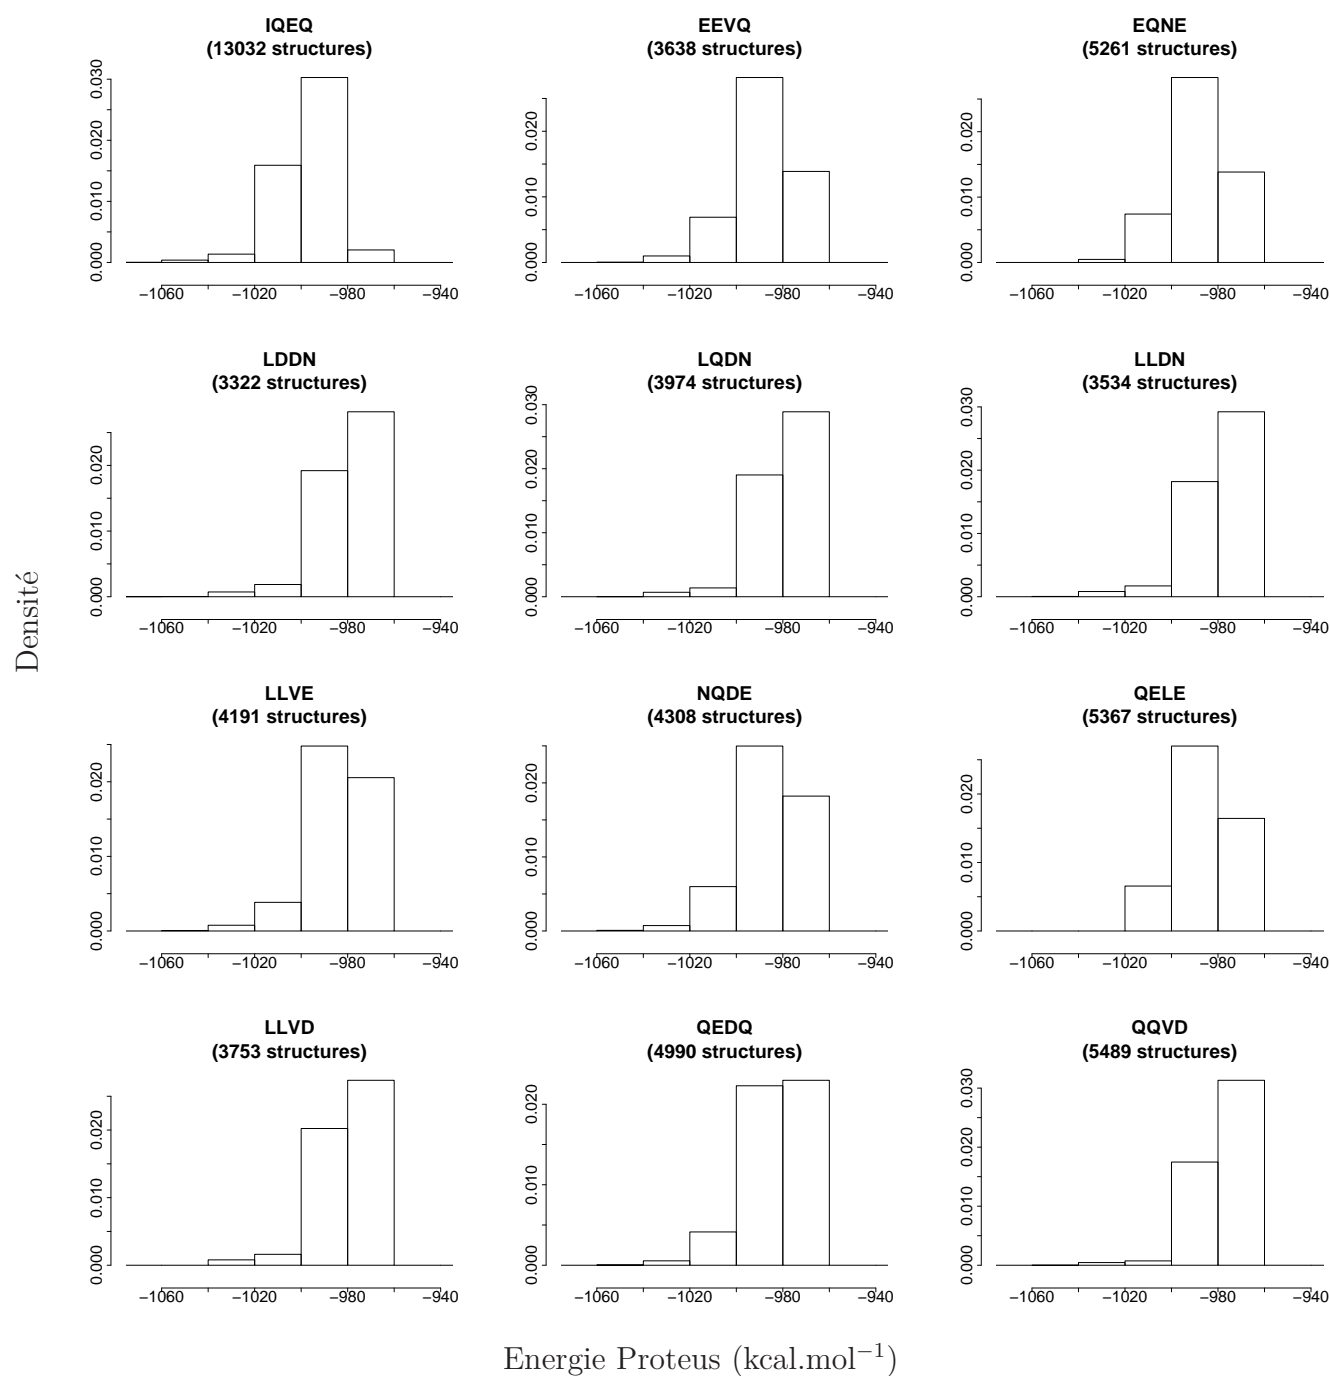 IQEQ
(13032 structures)
EEVQ
(3638 structures)
EQNE
(5261 structures)
0.000 0.010 0.020 0.030
0.000 0.010 0.020
0.000 0.010 0.020
−1060 −1020 −980 −940
−1060 −1020 −980 −940
−1060 −1020 −980 −940
LDDN
(3322 structures)
LQDN
(3974 structures)
LLDN
(3534 structures)
0.000 0.010 0.020
0.000 0.010 0.020 0.030
0.000 0.010 0.020 0.030
−1060 −1020 −980 −940
−1060 −1020 −980 −940
−1060 −1020 −980 −940
Densité
LLVE
(4191 structures)
NQDE
(4308 structures)
QELE
(5367 structures)
0.000 0.010 0.020
0.000 0.010 0.020
0.000 0.010 0.020
−1060 −1020 −980 −940
−1060 −1020 −980 −940
−1060 −1020 −980 −940
LLVD
(3753 structures)
QEDQ
(4990 structures)
QQVD
(5489 structures)
0.000 0.010 0.020
0.000 0.010 0.020
0.000 0.010 0.020 0.030
−1060 −1020 −980 −940
−1060 −1020 −980 −940
−1060 −1020 −980 −940
Energie Proteus (kcal.mol⁻¹)